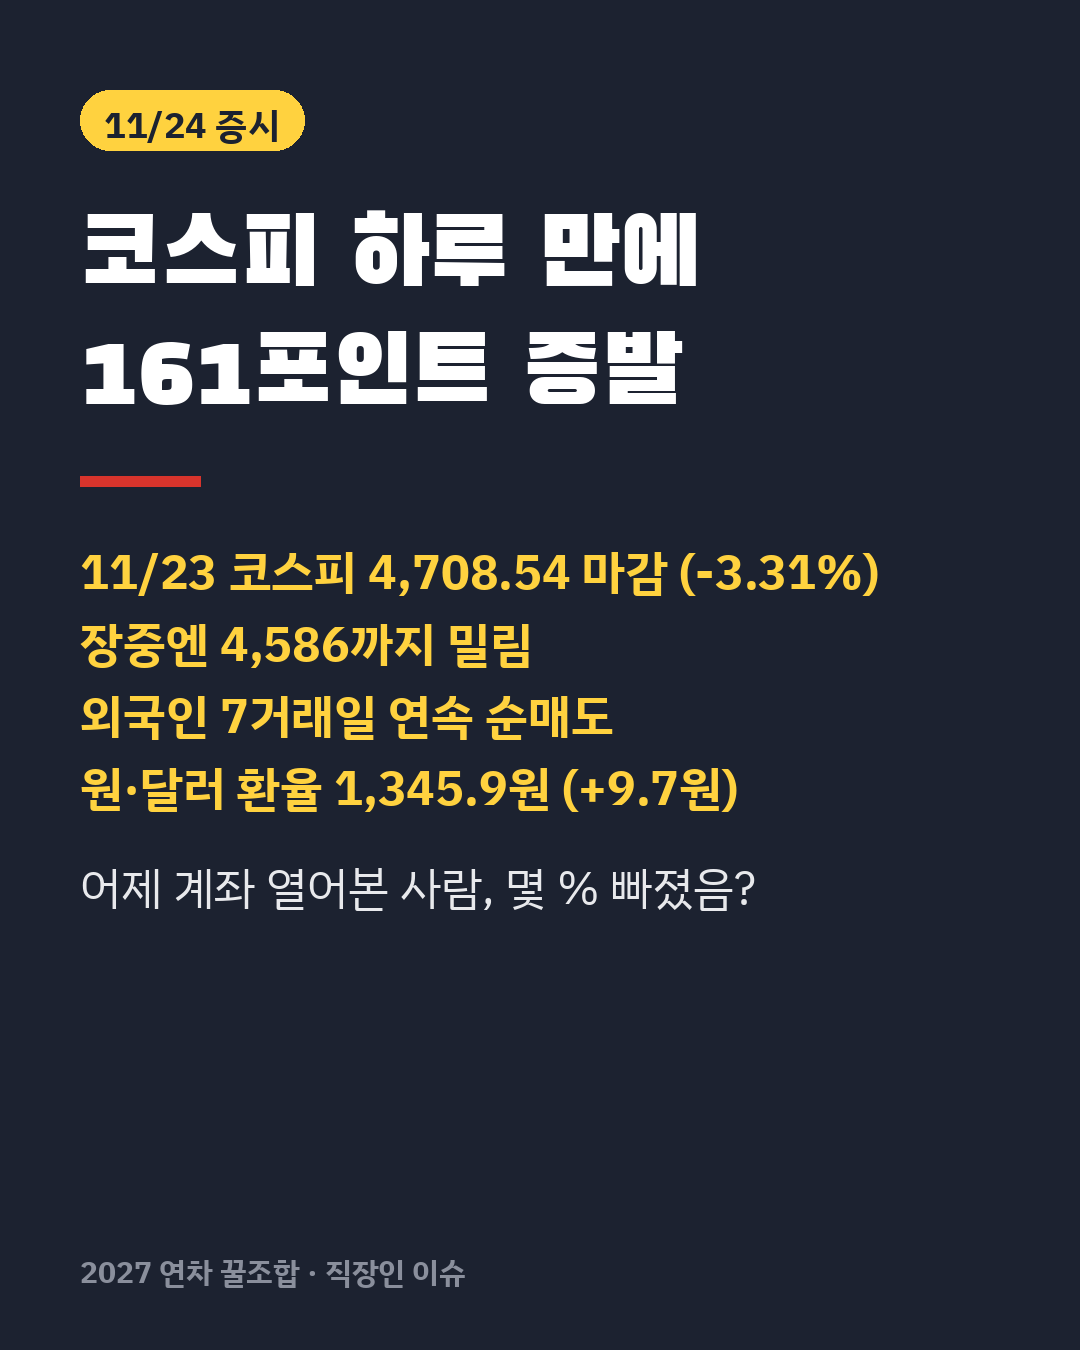 11/24 증시
코스피 하루 만에
161포인트 증발
11/23 코스피 4,708.54 마감 (-3.31%)
장중엔 4,586까지 밀림
외국인 7거래일 연속 순매도
원·달러 환율 1,345.9원 (+9.7원)
어제 계좌 열어본 사람, 몇 % 빠졌음?
2027 연차 꿀조합 · 직장인 이슈